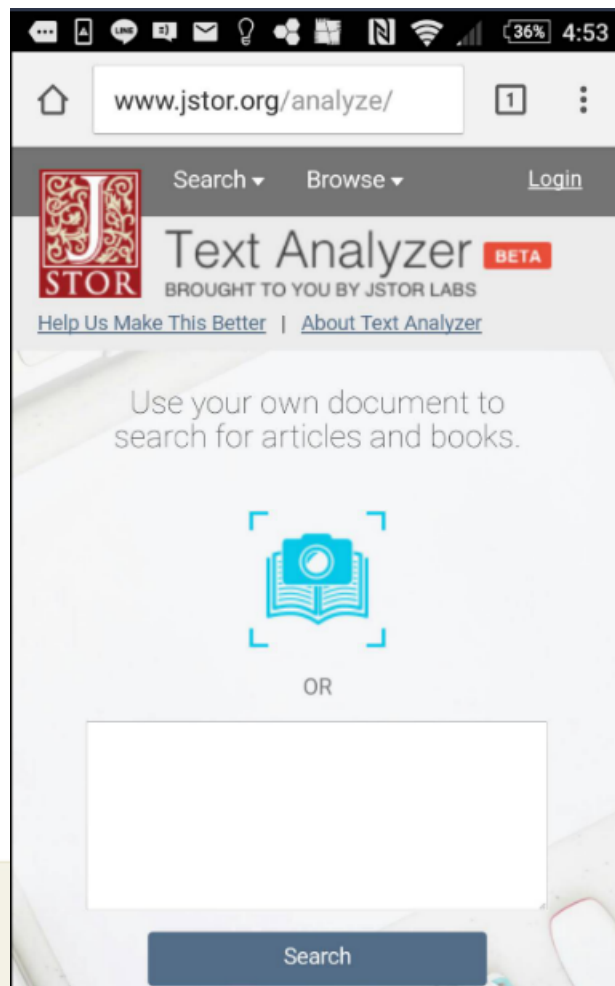 36% 4:53
www.jstor.org/analyze/ 1
Search Browse Login
J
STOR
Text Analyzer BETA
BROUGHT TO YOU BY JSTOR LABS
Help Us Make This Better | About Text Analyzer
Use your own document to
search for articles and books.
OR
Search